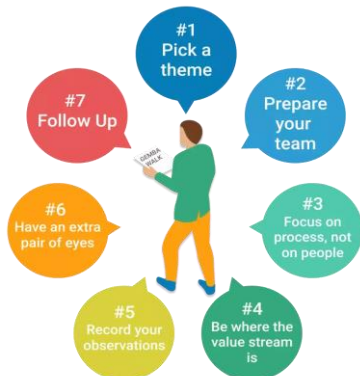 #1
Pick a
theme
#2
Prepare
your
team
#3
Focus on
process, not
on people
#4
Be where the
value stream
is
#5
Record your
observations
#6
Have an extra
pair of eyes
#7
Follow Up
GEMBA
WALK